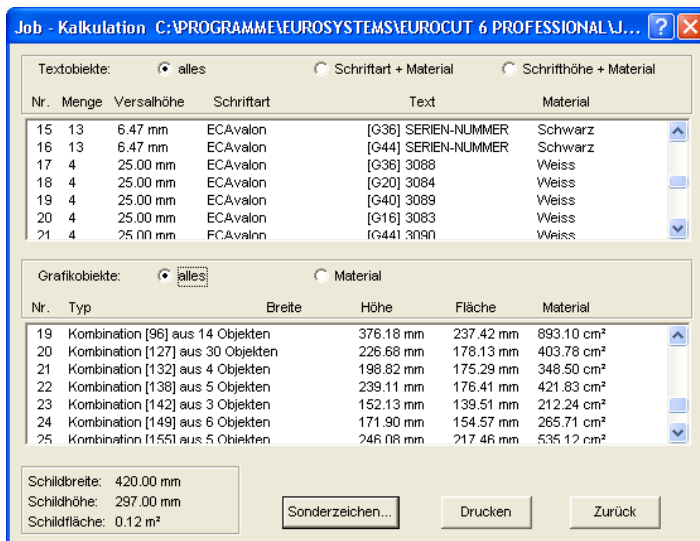 Job - Kalkulation C:\PROGRAMME\EUROSYSTEMS\EUROCUT 6 PROFESSIONAL\J...
Textobjekte: alles Schriftart + Material Schrifthöhe + Material
Nr. Menge Versalhöhe Schriftart Text Material
15 13 6.47 mm ECAvalon [G36] SERIEN-NUMMER Schwarz
16 13 6.47 mm ECAvalon [G44] SERIEN-NUMMER Schwarz
17 4 25.00 mm ECAvalon [G36] 3088 Weiss
18 4 25.00 mm ECAvalon [G20] 3084 Weiss
19 4 25.00 mm ECAvalon [G40] 3089 Weiss
20 4 25.00 mm ECAvalon [G16] 3083 Weiss
21 4 25.00 mm ECAvalon [G44] 3090 Weiss
Grafikobjekte: alles Material
Nr. Typ Breite Höhe Fläche Material
19 Kombination [96] aus 14 Objekten 376.18 mm 237.42 mm 893.10 cm²
20 Kombination [127] aus 30 Objekten 226.68 mm 178.13 mm 403.78 cm²
21 Kombination [132] aus 4 Objekten 198.82 mm 175.29 mm 348.50 cm²
22 Kombination [138] aus 5 Objekten 239.11 mm 176.41 mm 421.83 cm²
23 Kombination [142] aus 3 Objekten 152.13 mm 139.51 mm 212.24 cm²
24 Kombination [149] aus 6 Objekten 171.90 mm 154.57 mm 265.71 cm²
25 Kombination [155] aus 5 Objekten 246.08 mm 217.46 mm 535.12 cm²
Schildbreite: 420.00 mm
Schildhöhe: 297.00 mm
Schildfläche: 0.12 m²
Sonderzeichen... Drucken Zurück